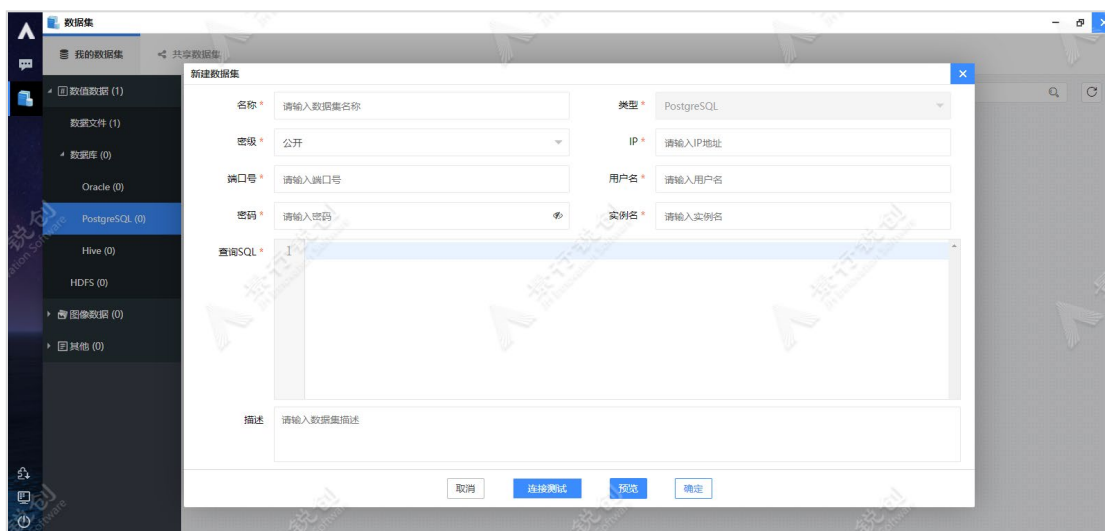 数据集
我的数据集 共享数据集
新建数据集
数值数据 (1)
名称 * 请输入数据集名称 类型 * PostgreSQL
数据文件 (1)
密级 * 公开 IP * 请输入IP地址
数据库 (0)
端口号 * 请输入端口号 用户名 * 请输入用户名
Oracle (0)
密码 * 请输入密码 实例名 * 请输入实例名
PostgreSQL (0)
查询SQL * 1
Hive (0)
HDFS (0)
图像数据 (0)
其他 (0)
描述 请输入数据集描述
取消 连接测试 预览 确定